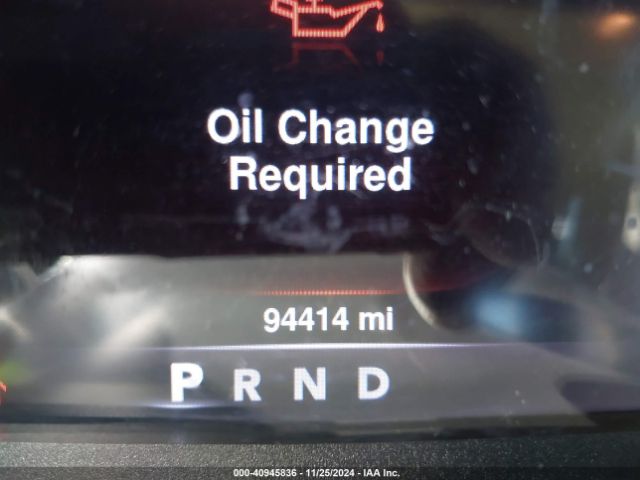 Oil Change
Required
94414 mi
P R N D
000-40945836 - 11/25/2024 - IAA Inc.